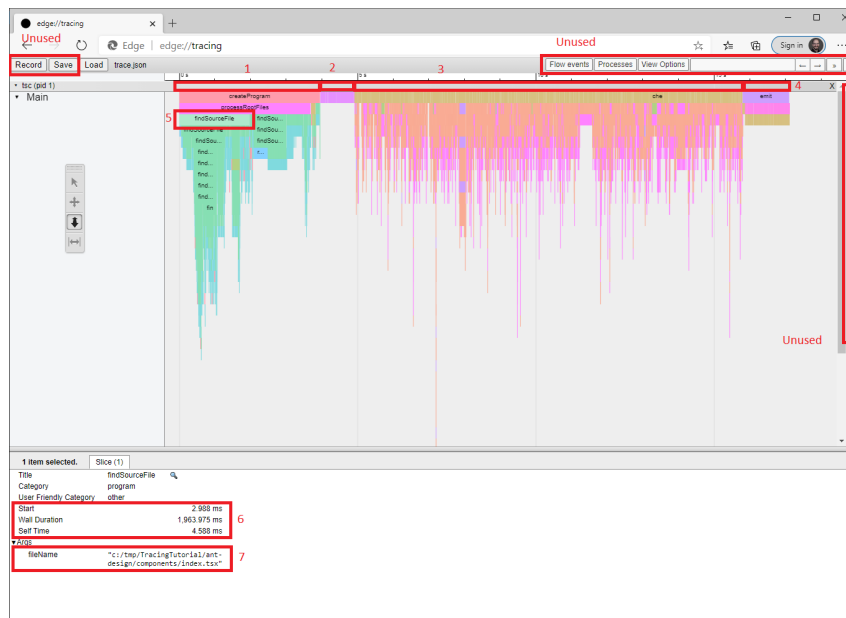 edge://tracing
Unused
Edge edge://tracing
Sign in
Unused
Record Save Load trace.json
1 2 3
Flow events Processes View Options
0 s 5 s
tsc (pid 1)
X
4
Main
createProgram
che
emit
processRootFiles
5
findSourceFile
findSou...
findSourceFile
findSou...
findSou...
findSou...
find...
r...
find...
find...
find...
find...
fin
Unused
1 item selected. Slice (1)
Title findSourceFile
Category program
User Friendly Category other
Start 2.988 ms
Wall Duration 1,963.975 ms
6
Self Time 4.588 ms
Args
fileName "c:/tmp/TracingTutorial/ant-
design/components/index.tsx"
7